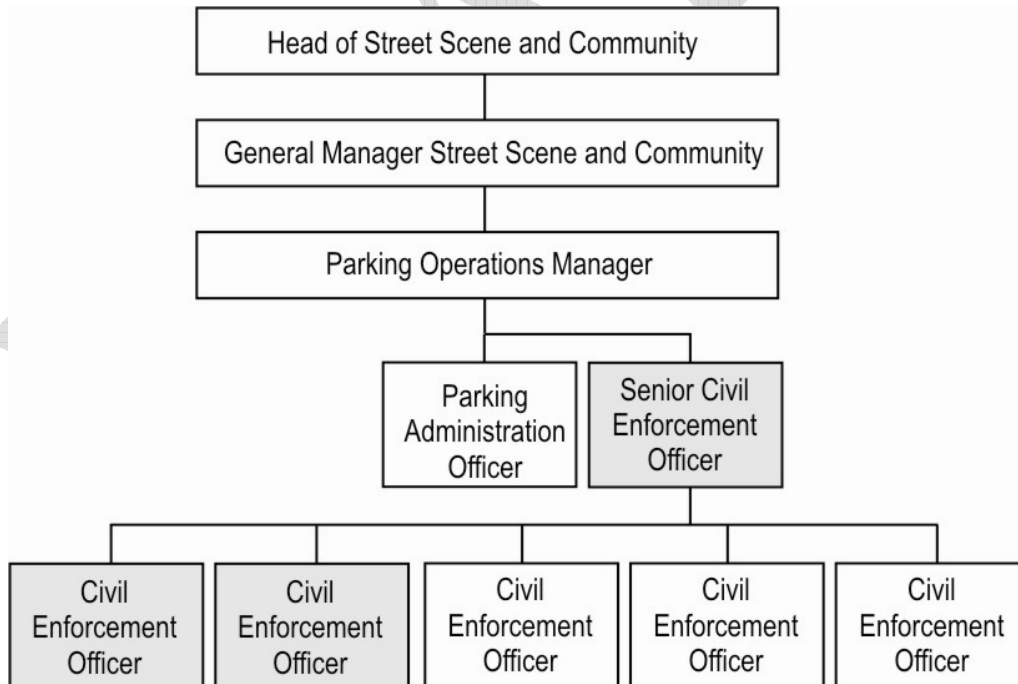 Head of Street Scene and Community
General Manager Street Scene and Community
Parking Operations Manager
Parking
Administration
Officer
Senior Civil
Enforcement
Officer
Civil
Enforcement
Officer
Civil
Enforcement
Officer
Civil
Enforcement
Officer
Civil
Enforcement
Officer
Civil
Enforcement
Officer